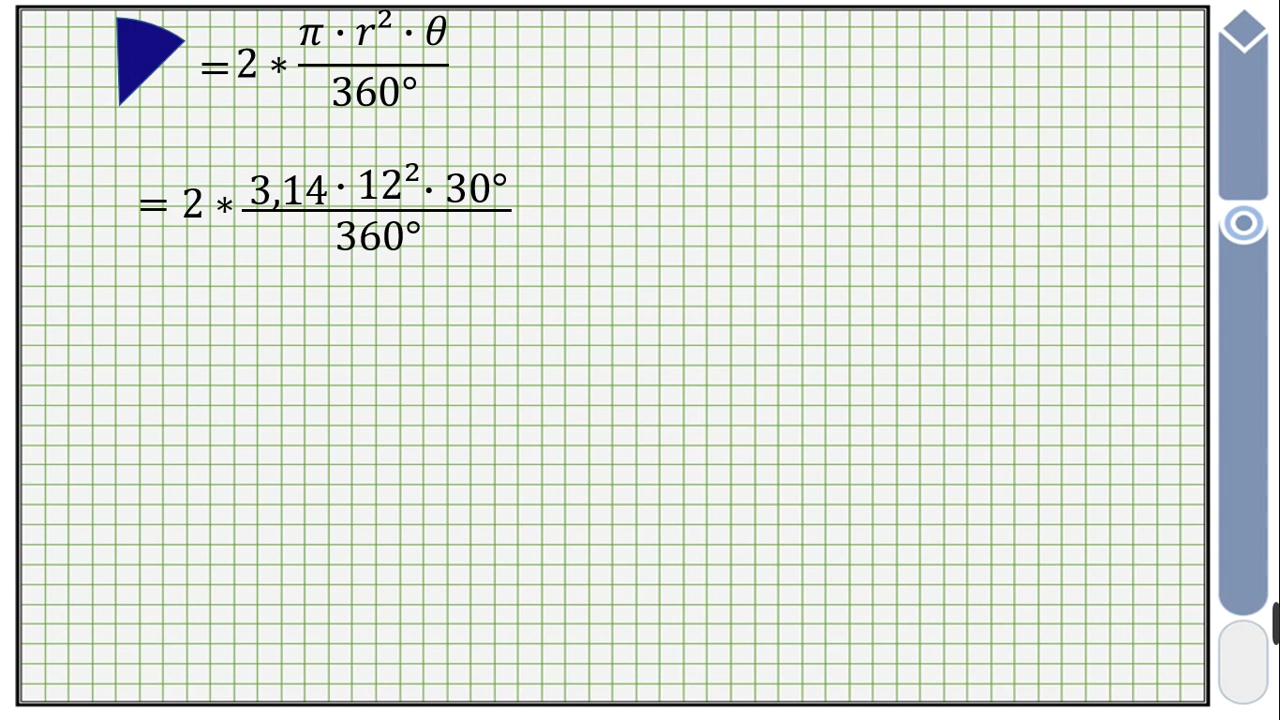 = 2 * π · r² · θ / 360°
= 2 * 3,14 · 12² · 30° / 360°